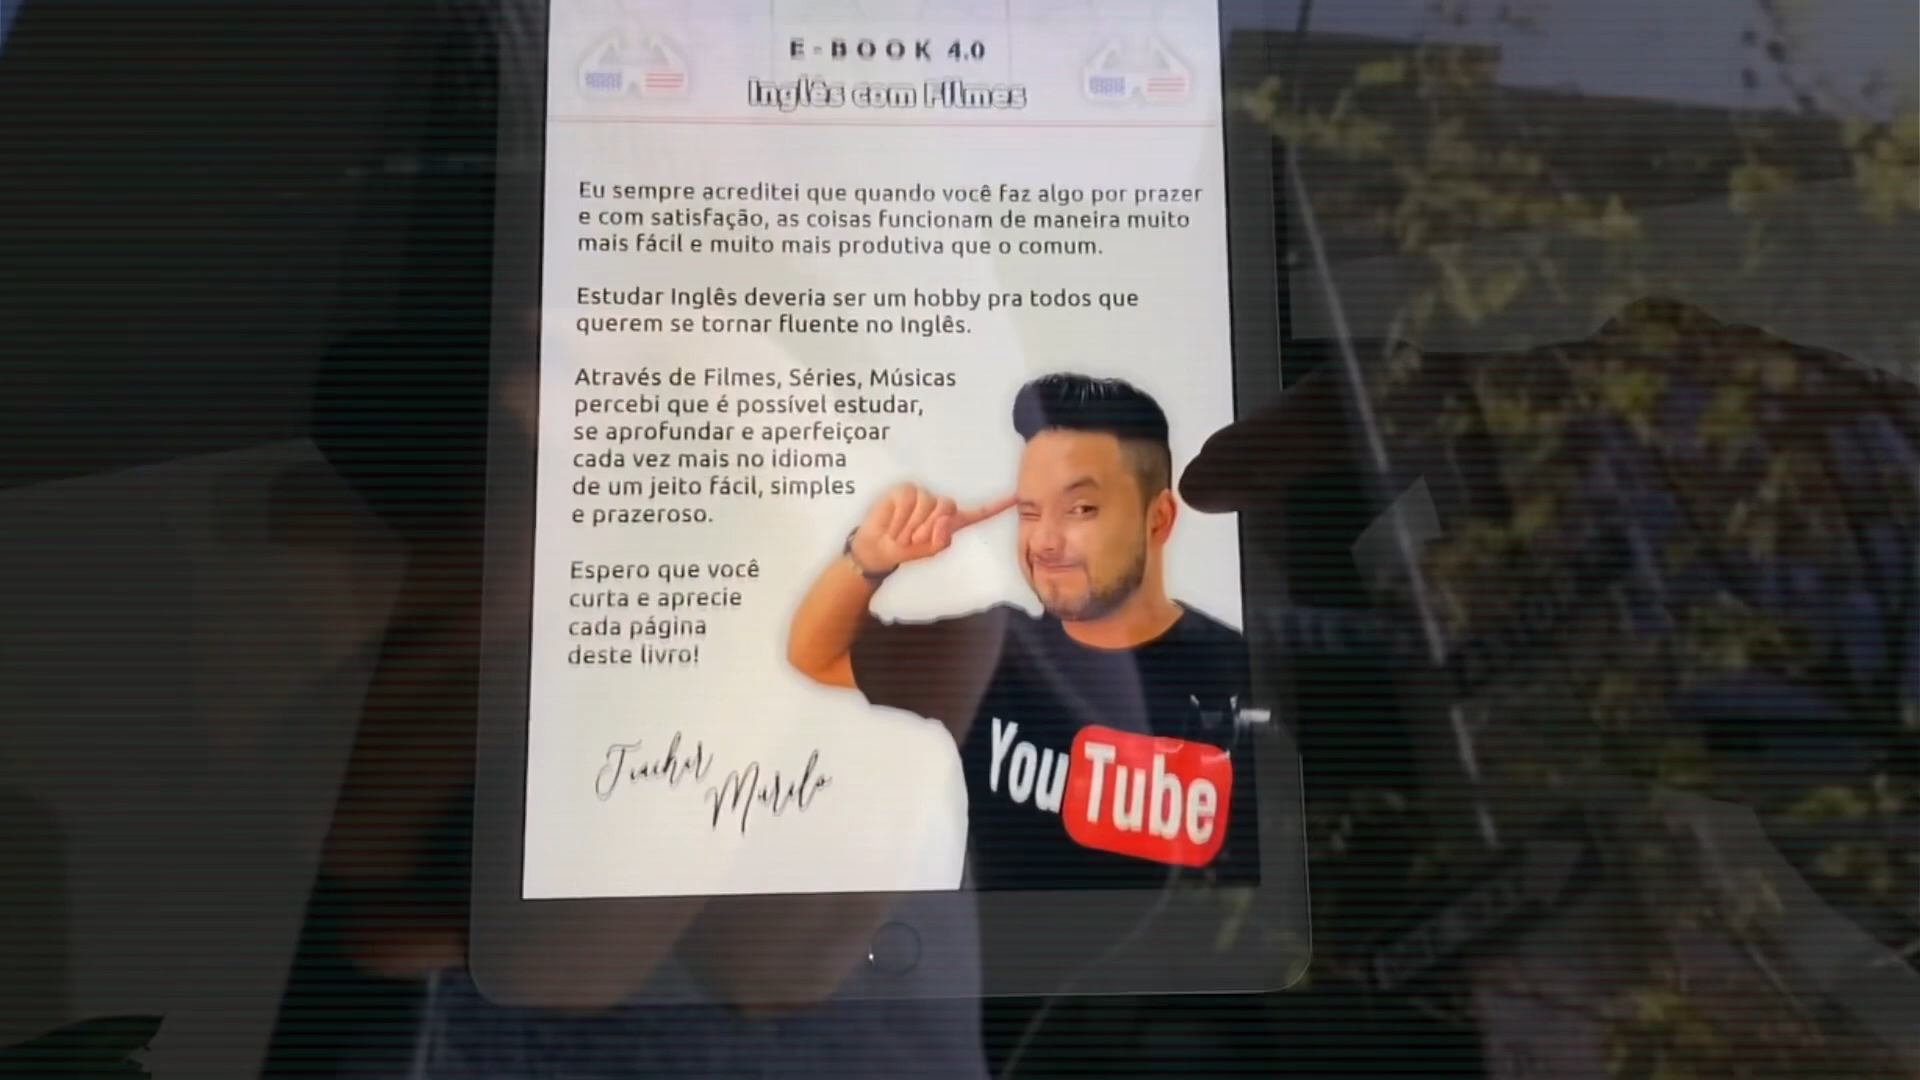 E-BOOK 4.0
Inglês com Filmes
Eu sempre acreditei que quando você faz algo por prazer
e com satisfação, as coisas funcionam de maneira muito
mais fácil e muito mais produtiva que o comum.
Estudar Inglês deveria ser um hobby pra todos que
querem se tornar fluente no Inglês.
Através de Filmes, Séries, Músicas
percebi que é possível estudar,
se aprofundar e aperfeiçoar
cada vez mais no idioma
de um jeito fácil, simples
e prazeroso.
Espero que você
curta e aprecie
cada página
deste livro!
Teacher
Murilo
YouTube